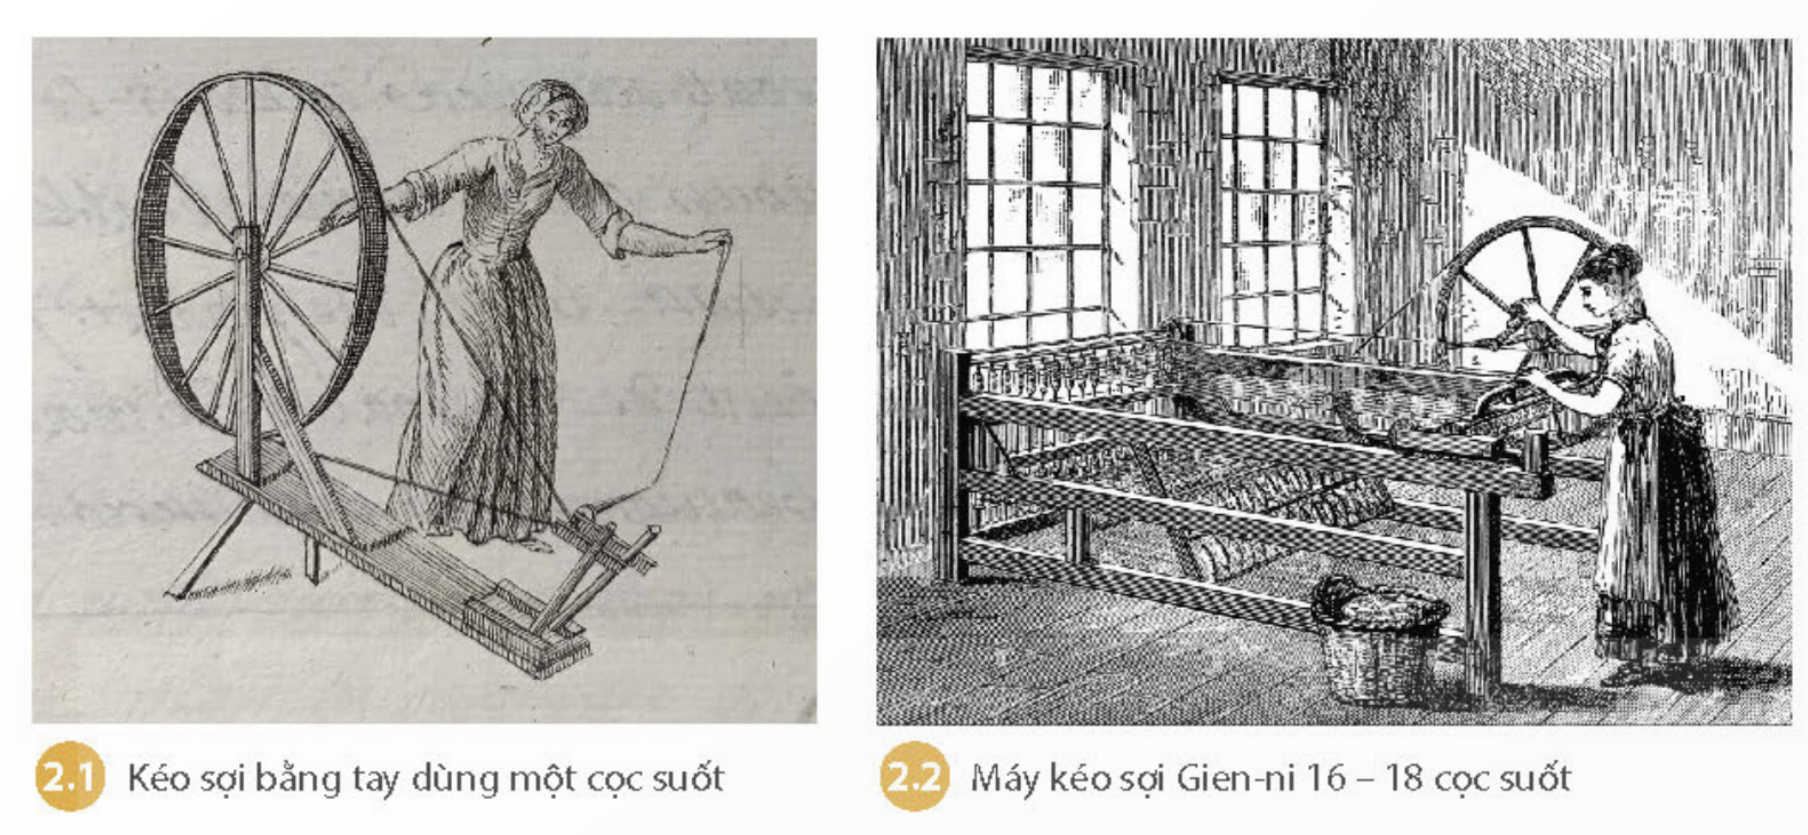 2.1 Kéo sợi bằng tay dùng một cọc suốt
2.2 Máy kéo sợi Gien-ni 16 – 18 cọc suốt